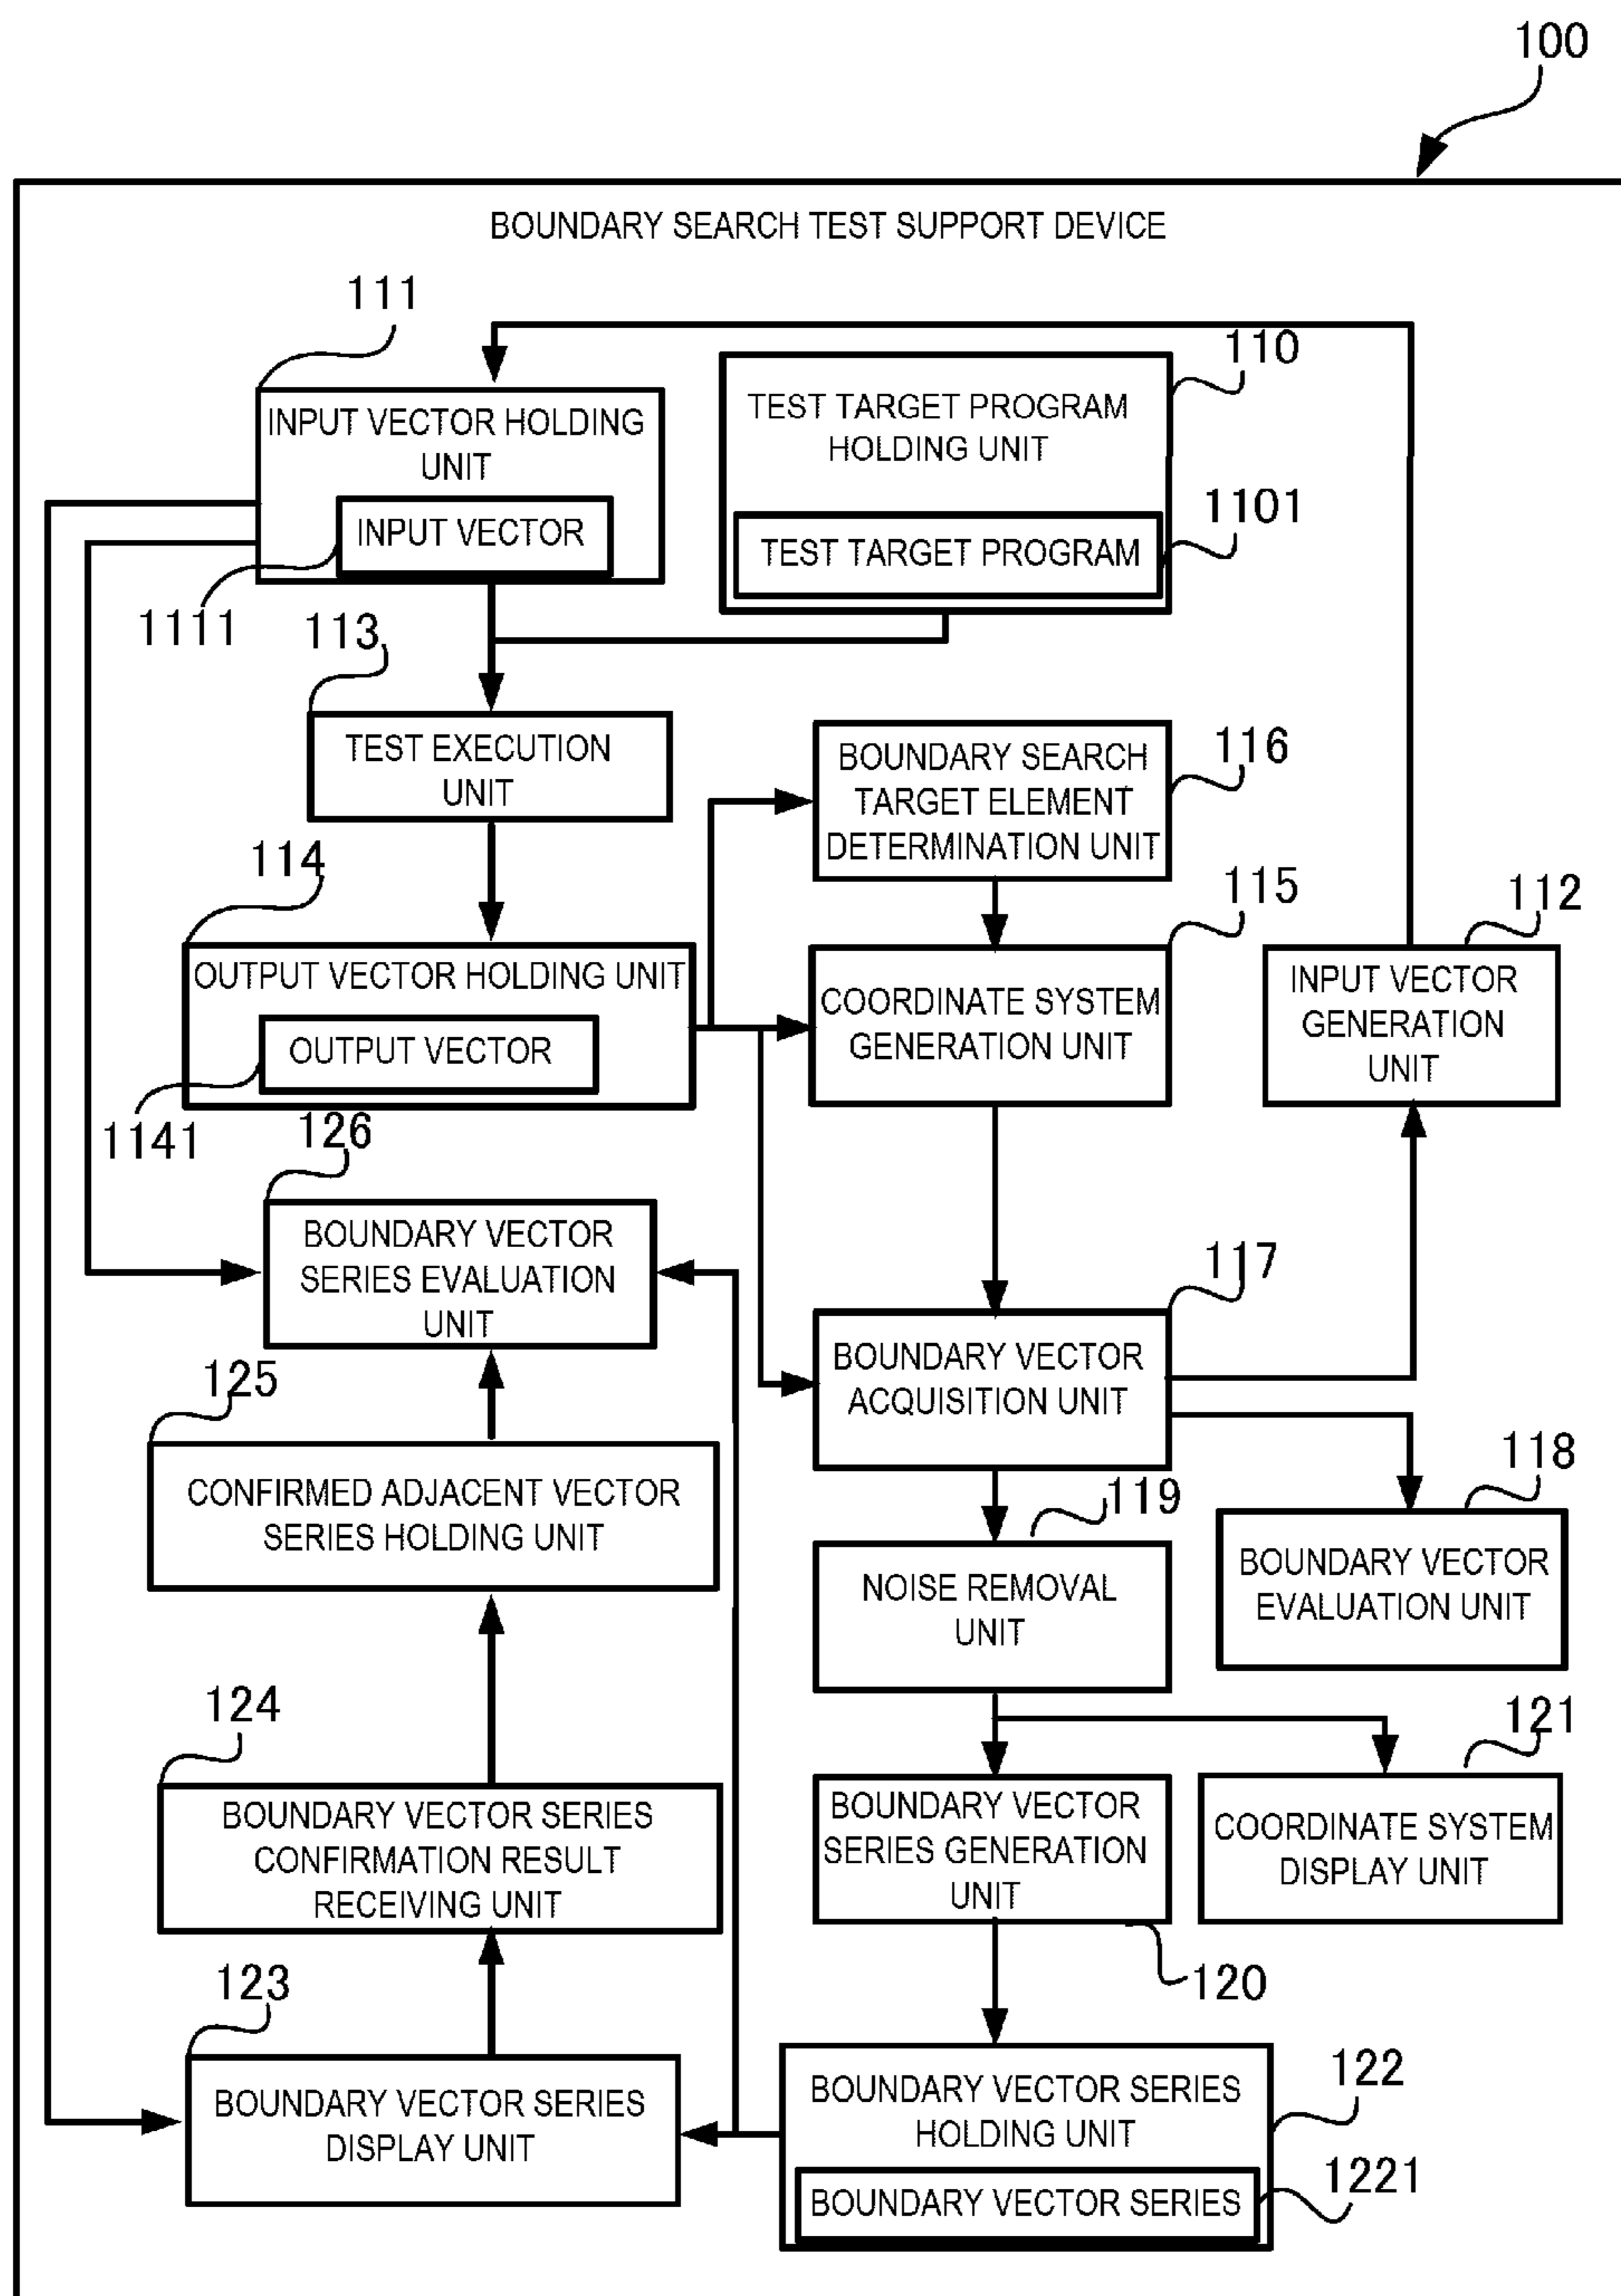 100
BOUNDARY SEARCH TEST SUPPORT DEVICE
111
INPUT VECTOR HOLDING
UNIT
INPUT VECTOR
1111
110
TEST TARGET PROGRAM
HOLDING UNIT
1101
TEST TARGET PROGRAM
113
TEST EXECUTION
UNIT
116
BOUNDARY SEARCH
TARGET ELEMENT
DETERMINATION UNIT
114
OUTPUT VECTOR HOLDING UNIT
OUTPUT VECTOR
1141
115
COORDINATE SYSTEM
GENERATION UNIT
112
INPUT VECTOR
GENERATION
UNIT
126
BOUNDARY VECTOR
SERIES EVALUATION
UNIT
117
BOUNDARY VECTOR
ACQUISITION UNIT
125
CONFIRMED ADJACENT VECTOR
SERIES HOLDING UNIT
118
BOUNDARY VECTOR
EVALUATION UNIT
119
NOISE REMOVAL
UNIT
124
BOUNDARY VECTOR SERIES
CONFIRMATION RESULT
RECEIVING UNIT
121
COORDINATE SYSTEM
DISPLAY UNIT
BOUNDARY VECTOR
SERIES GENERATION
UNIT
120
123
BOUNDARY VECTOR SERIES
DISPLAY UNIT
122
BOUNDARY VECTOR SERIES
HOLDING UNIT
1221
BOUNDARY VECTOR SERIES